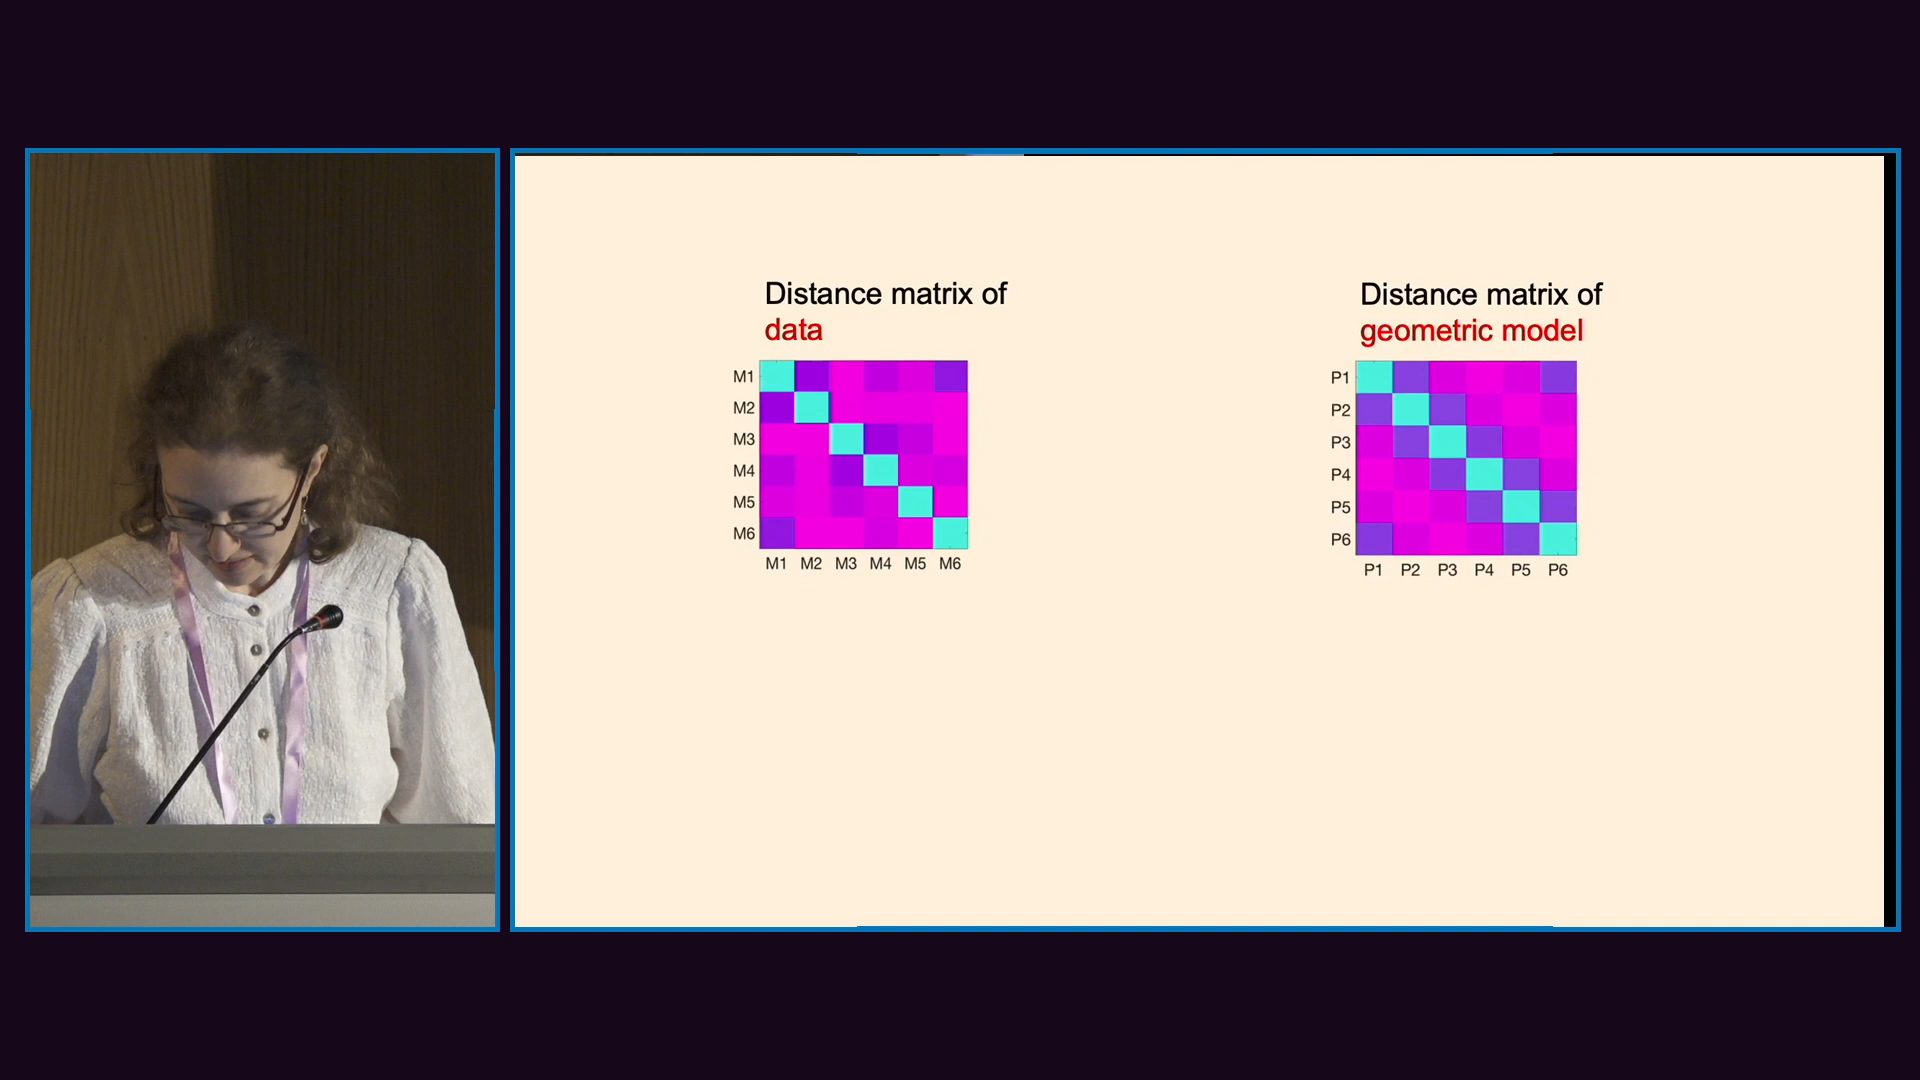 Distance matrix of
data
M1
M2
M3
M4
M5
M6
M1 M2 M3 M4 M5 M6
Distance matrix of
geometric model
P1
P2
P3
P4
P5
P6
P1 P2 P3 P4 P5 P6